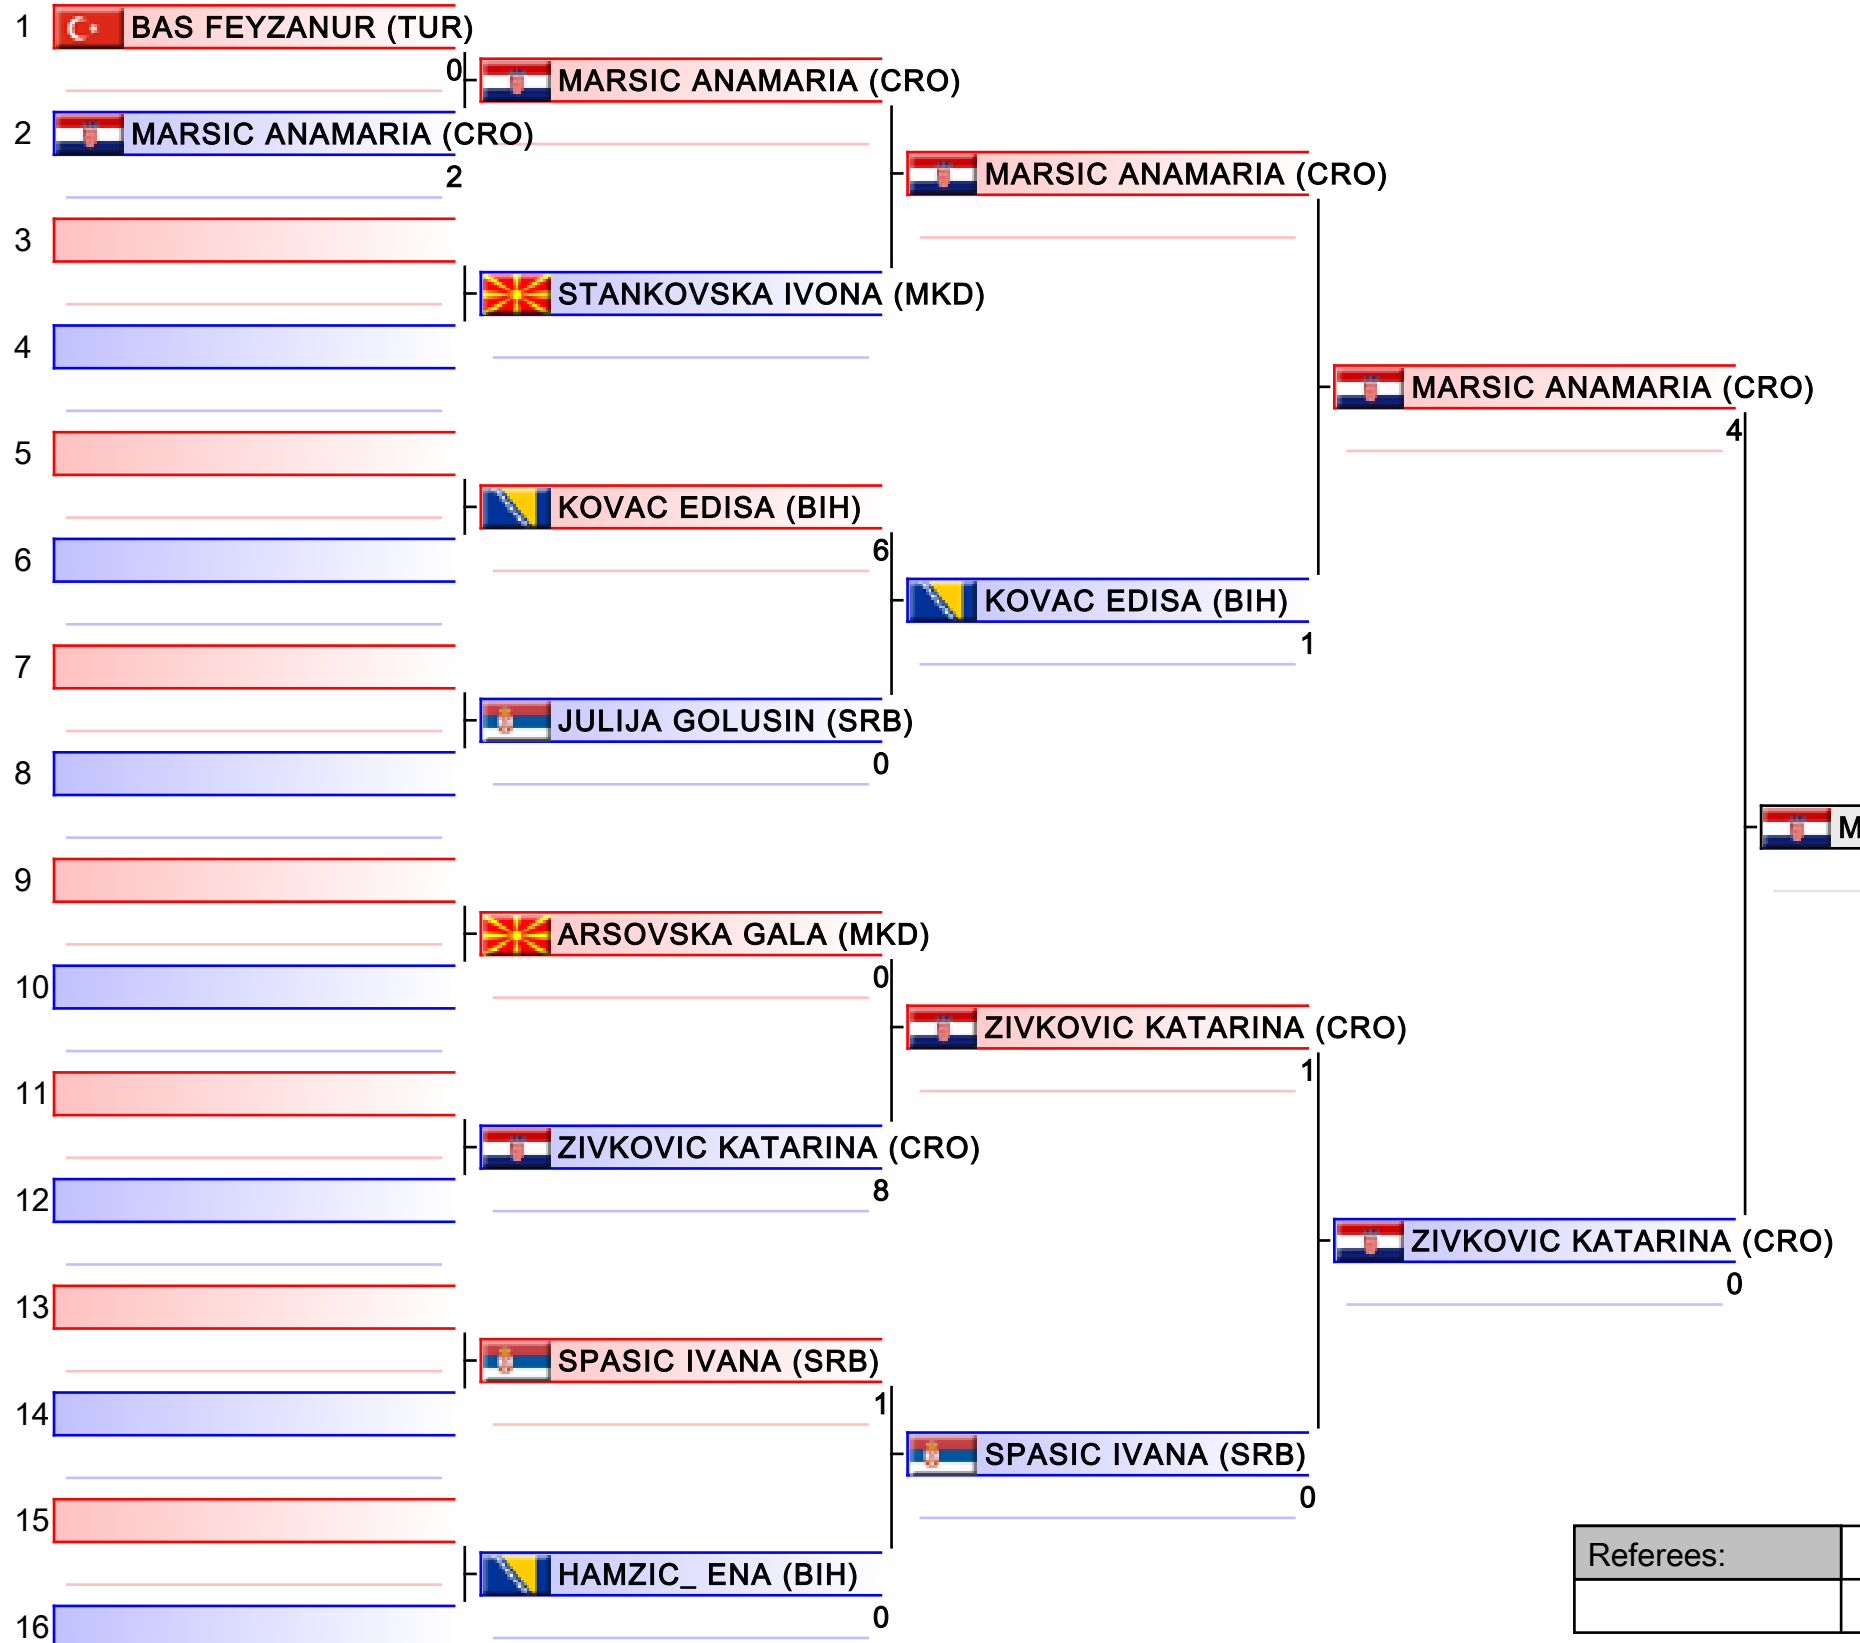 1 BAS FEYZANUR (TUR)
0 MARSIC ANAMARIA (CRO)
2 MARSIC ANAMARIA (CRO)
MARSIC ANAMARIA (CRO)
2
3
STANKOVSKA IVONA (MKD)
4
MARSIC ANAMARIA (CRO)
4
5
KOVAC EDISA (BIH)
6
6
KOVAC EDISA (BIH)
1
7
JULIJA GOLUSIN (SRB)
0
8
M
9
ARSOVSKA GALA (MKD)
0
10
ZIVKOVIC KATARINA (CRO)
1
11
ZIVKOVIC KATARINA (CRO)
8
12
ZIVKOVIC KATARINA (CRO)
0
13
SPASIC IVANA (SRB)
1
14
SPASIC IVANA (SRB)
0
15
Referees:
HAMZIC_ ENA (BIH)
0
16